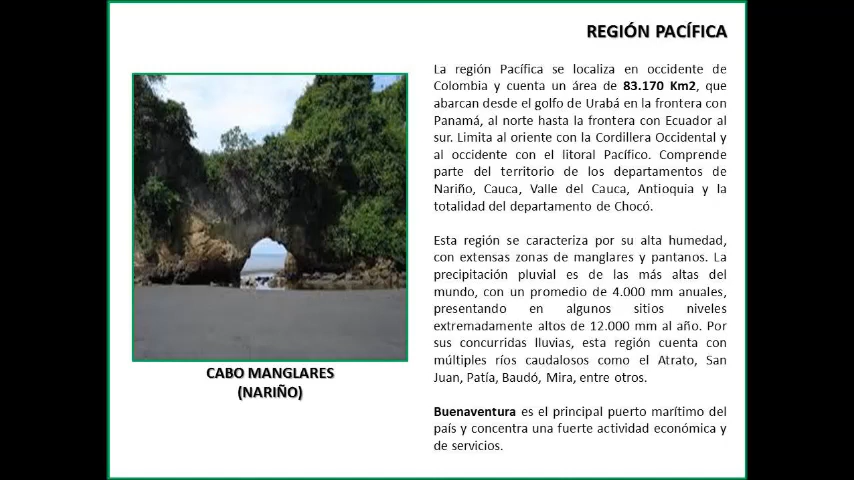 REGIÓN PACÍFICA
La región Pacífica se localiza en occidente de
Colombia y cuenta un área de 83.170 Km2, que
abarcan desde el golfo de Urabá en la frontera con
Panamá, al norte hasta la frontera con Ecuador al
sur. Limita al oriente con la Cordillera Occidental y
al occidente con el litoral Pacífico. Comprende
parte del territorio de los departamentos de
Nariño, Cauca, Valle del Cauca, Antioquia y la
totalidad del departamento de Chocó.
Esta región se caracteriza por su alta humedad,
con extensas zonas de manglares y pantanos. La
precipitación pluvial es de las más altas del
mundo, con un promedio de 4.000 mm anuales,
presentando en algunos sitios niveles
extremadamente altos de 12.000 mm al año. Por
sus concurridas lluvias, esta región cuenta con
múltiples ríos caudalosos como el Atrato, San
Juan, Patía, Baudó, Mira, entre otros.
Buenaventura es el principal puerto marítimo del
país y concentra una fuerte actividad económica y
de servicios.
CABO MANGLARES
(NARIÑO)